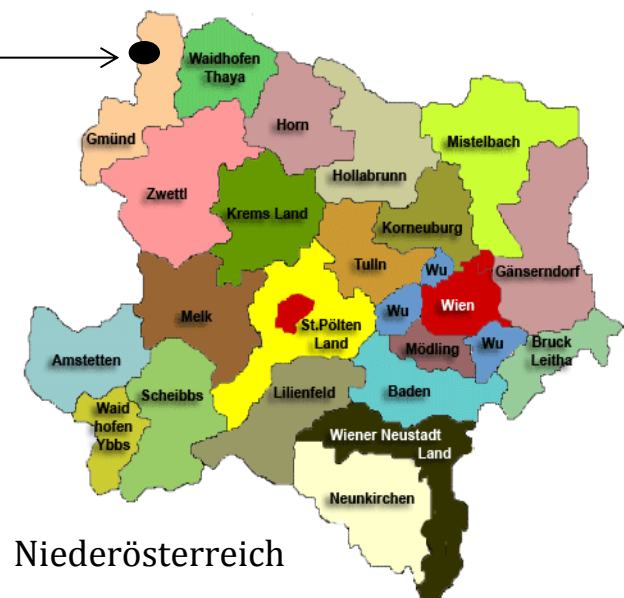 Waidhofen
Thaya
Gmünd
Horn
Mistelbach
Hollabrunn
Zwettl
Krems Land
Korneuburg
Tulln
Wu
Gänserndorf
Melk
St.Pölten
Land
Wu
Wien
Mödling
Wu
Bruck
Leitha
Amstetten
Scheibbs
Lilienfeld
Baden
Waid
hofen
Ybbs
Wiener Neustadt
Land
Neunkirchen
Niederösterreich